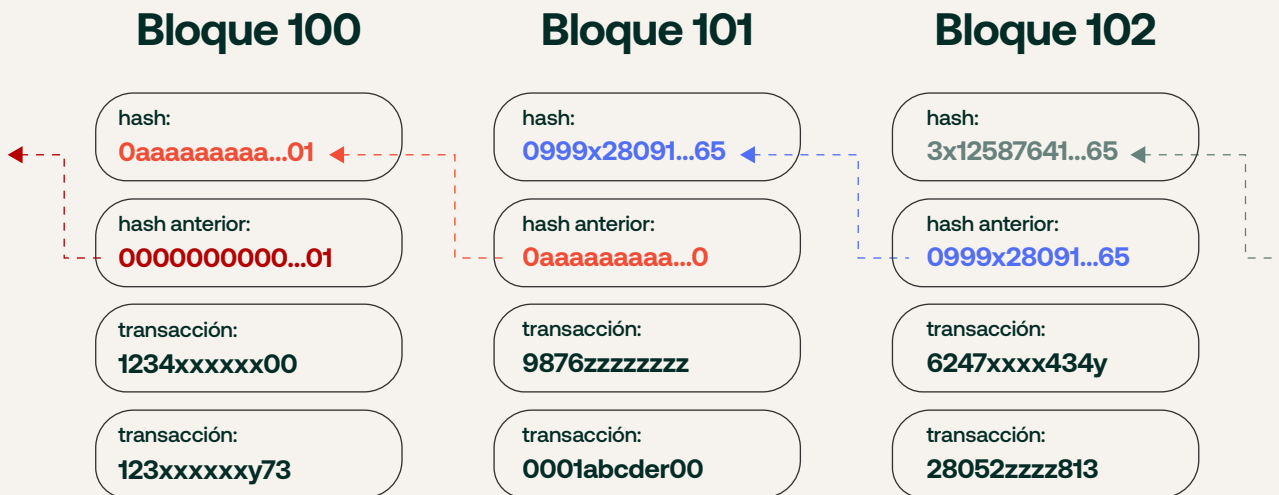 Bloque 100
hash:
0aaaaaaaaa...01
hash anterior:
0000000000...01
transacción:
1234xxxxxx00
transacción:
123xxxxxxy73
Bloque 101
hash:
0999x28091...65
hash anterior:
0aaaaaaaaa...0
transacción:
9876zzzzzzzz
transacción:
0001abcder00
Bloque 102
hash:
3x12587641...65
hash anterior:
0999x28091...65
transacción:
6247xxxx434y
transacción:
28052zzzz813